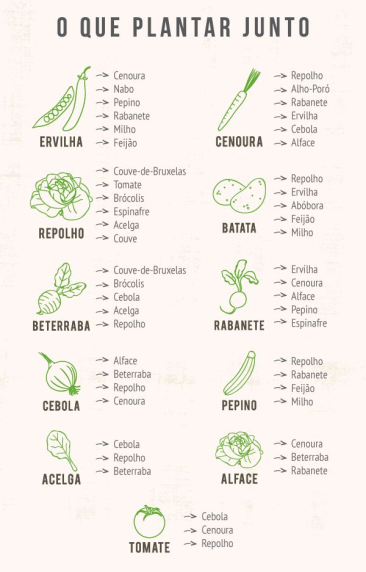 O QUE PLANTAR JUNTO
Cenoura
Nabo
Pepino
Rabanete
Milho
Feijão
ERVILHA
Repolho
Alho-Poró
Rabanete
Ervilha
Cebola
Alface
CENOURA
Couve-de-Bruxelas
Tomate
Brócolis
Espinafre
Acelga
Couve
REPOLHO
Repolho
Ervilha
Abóbora
Feijão
Milho
BATATA
Couve-de-Bruxelas
Brócolis
Cebola
Acelga
Repolho
BETERRABA
Ervilha
Cenoura
Alface
Pepino
Espinafre
RABANETE
Alface
Beterraba
Repolho
Cenoura
CEBOLA
Repolho
Rabanete
Feijão
Milho
PEPINO
Cebola
Repolho
Beterraba
ACELGA
Cenoura
Beterraba
Rabanete
ALFACE
Cebola
Cenoura
Repolho
TOMATE